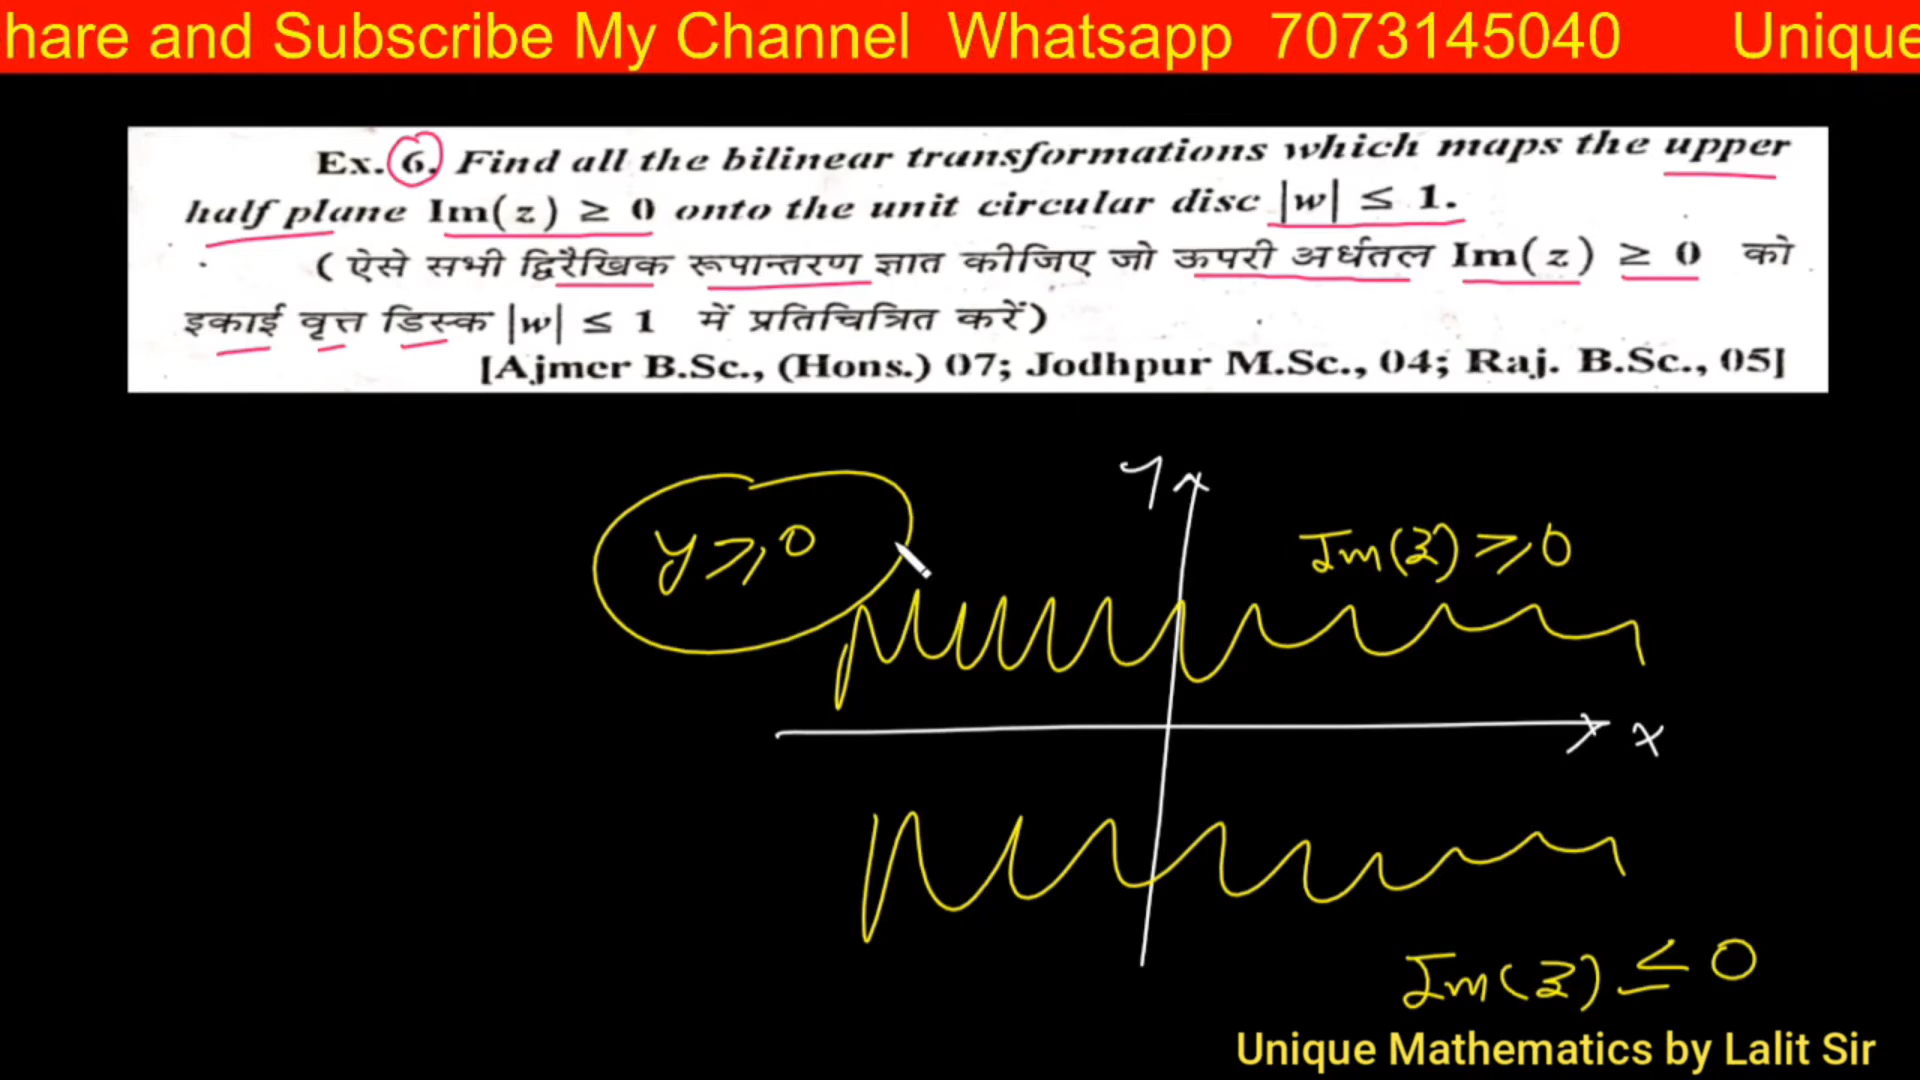 hare and Subscribe My Channel Whatsapp 7073145040 Unique
Ex. 6. Find all the bilinear transformations which maps the upper
half plane Im(z) ≥ 0 onto the unit circular disc |w| ≤ 1.
( ऐसे सभी द्विरैखिक रूपान्तरण ज्ञात कीजिए जो ऊपरी अर्धतल Im(z) ≥ 0 को
इकाई वृत्त डिस्क |w| ≤ 1 में प्रतिचित्रित करें)
[Ajmer B.Sc., (Hons.) 07; Jodhpur M.Sc., 04; Raj. B.Sc., 05]
y
y ≥ 0
Im(z) ≥ 0
x
Im(z) ≤ 0
Unique Mathematics by Lalit Sir